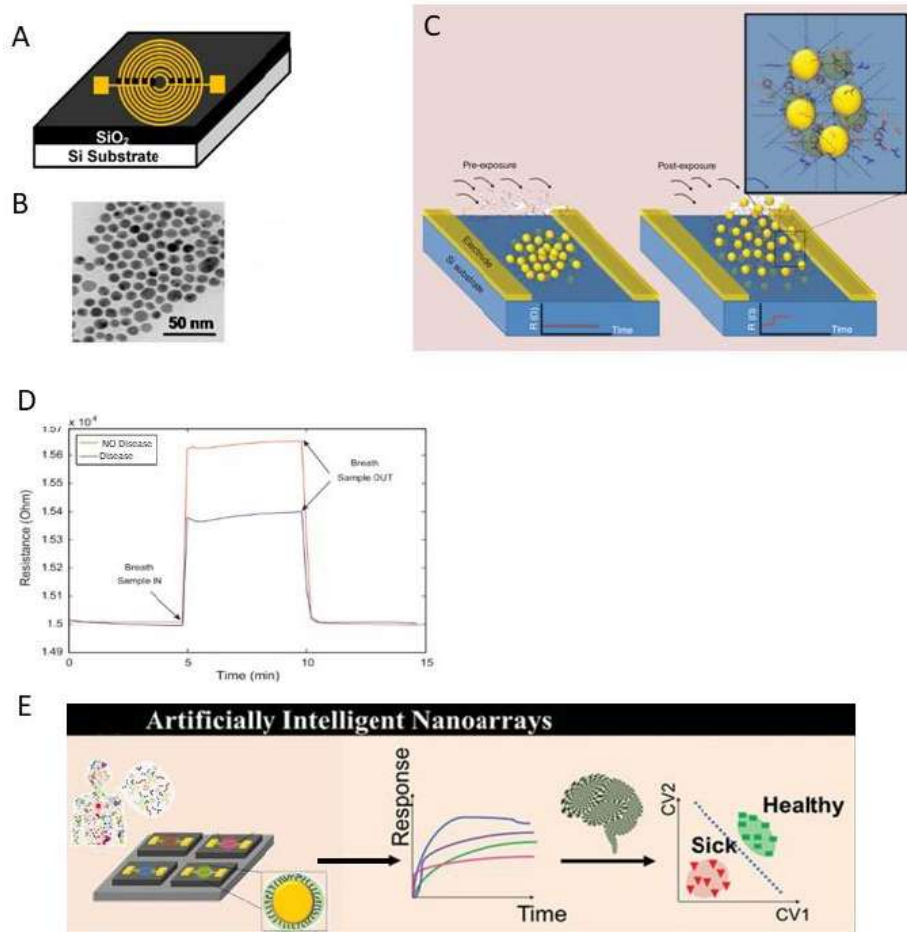 A
SiO2
Si Substrate
B
50 nm
C
Pre-exposure
Post-exposure
Electrode
Si substrate
R (Ω)
Time
R (Ω)
Time
D
x 10⁻⁴
1.57
NO Disease
Disease
1.56
1.55
1.54
1.53
1.52
1.51
1.5
1.49
Resistance (Ohm)
Breath
Sample OUT
Breath
Sample IN
0
5
10
15
Time (min)
E
Artificially Intelligent Nanoarrays
Response
Time
CV2
Healthy
Sick
CV1